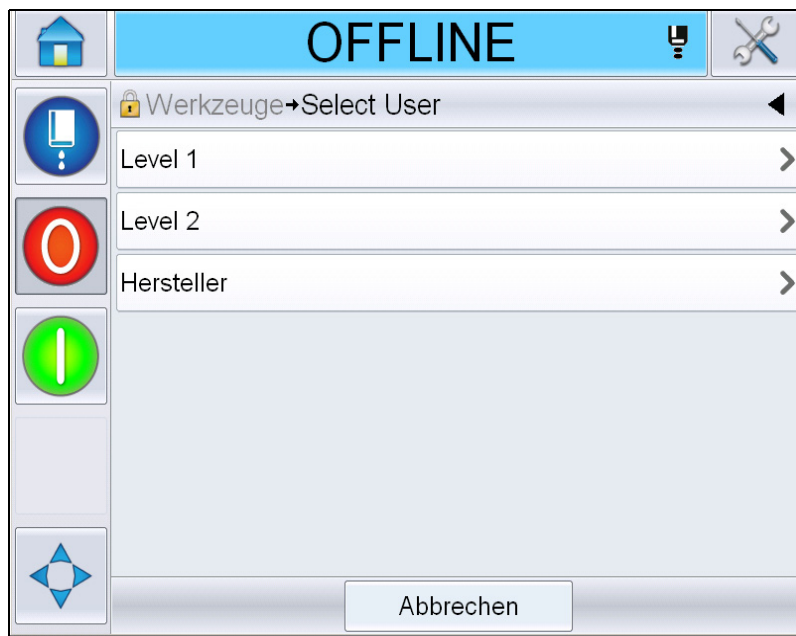 OFFLINE
Werkzeuge→Select User
Level 1
Level 2
Hersteller
Abbrechen